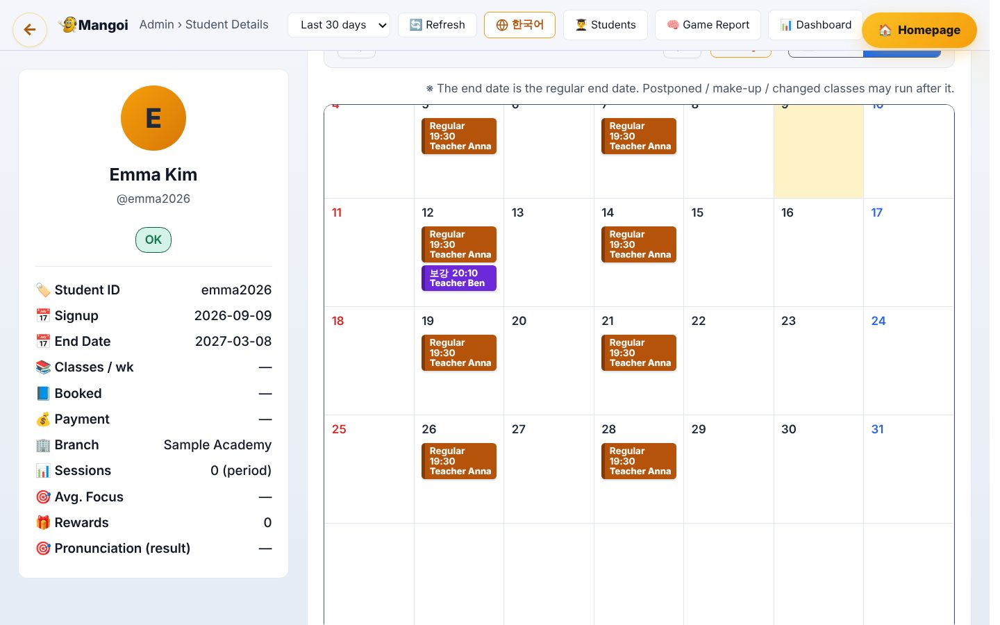 Mangoi
Admin › Student Details
Last 30 days
Refresh
한국어
Students
Game Report
Dashboard
Homepage
E
Emma Kim
@emma2026
OK
Student ID emma2026
Signup 2026-09-09
End Date 2027-03-08
Classes / wk —
Booked —
Payment —
Branch Sample Academy
Sessions 0 (period)
Avg. Focus —
Rewards 0
Pronunciation (result) —
※ The end date is the regular end date. Postponed / make-up / changed classes may run after it.
4 5 6 7 8 9 10
Regular
19:30
Teacher Anna
Regular
19:30
Teacher Anna
11 12 13 14 15 16 17
Regular
19:30
Teacher Anna
보강 20:10
Teacher Ben
Regular
19:30
Teacher Anna
18 19 20 21 22 23 24
Regular
19:30
Teacher Anna
Regular
19:30
Teacher Anna
25 26 27 28 29 30 31
Regular
19:30
Teacher Anna
Regular
19:30
Teacher Anna